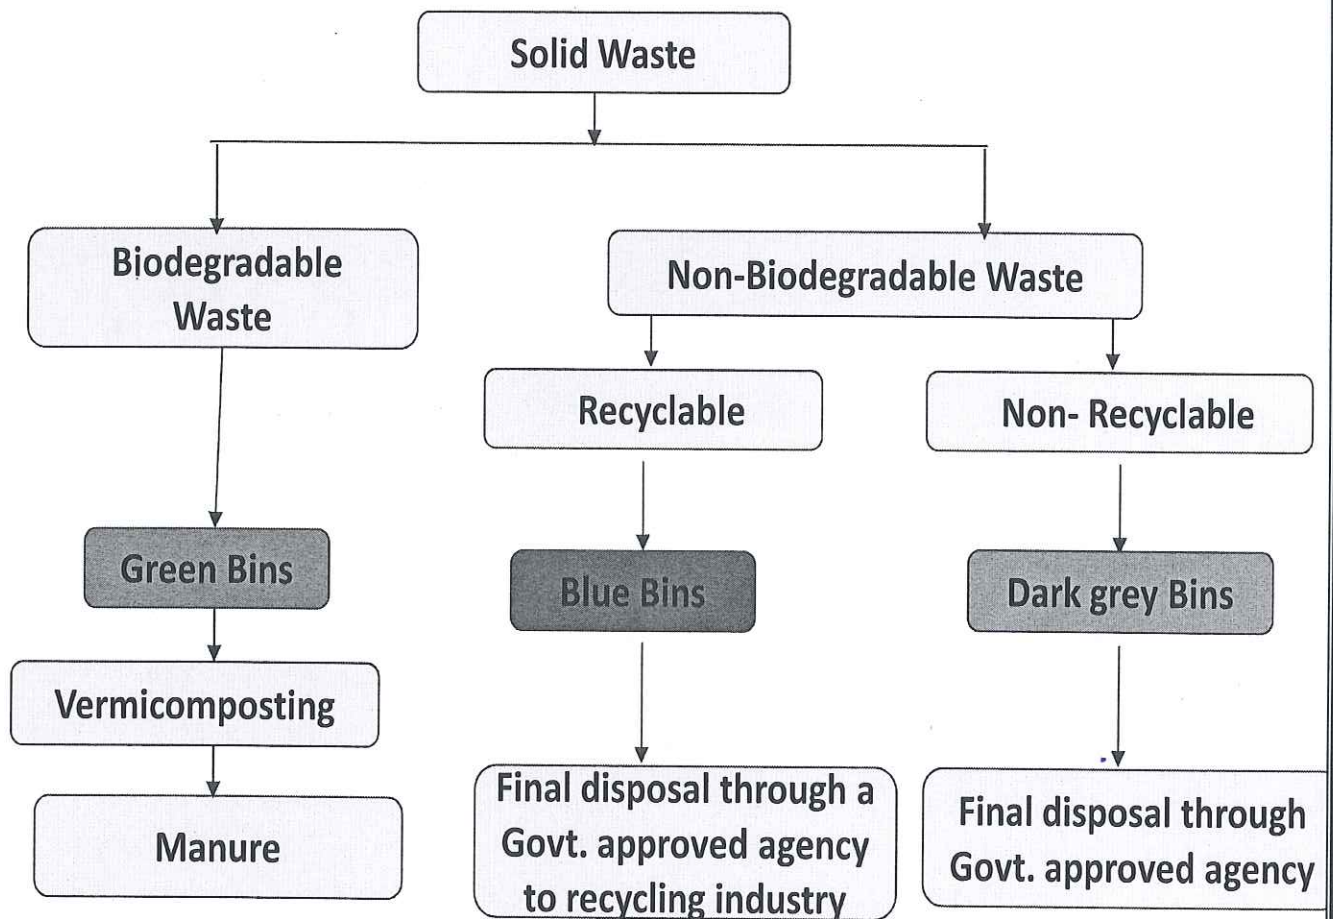 Solid Waste
Biodegradable
Waste
Non-Biodegradable Waste
Recyclable
Non- Recyclable
Green Bins
Blue Bins
Dark grey Bins
Vermicomposting
Manure
Final disposal through a
Govt. approved agency
to recycling industry
Final disposal through
Govt. approved agency